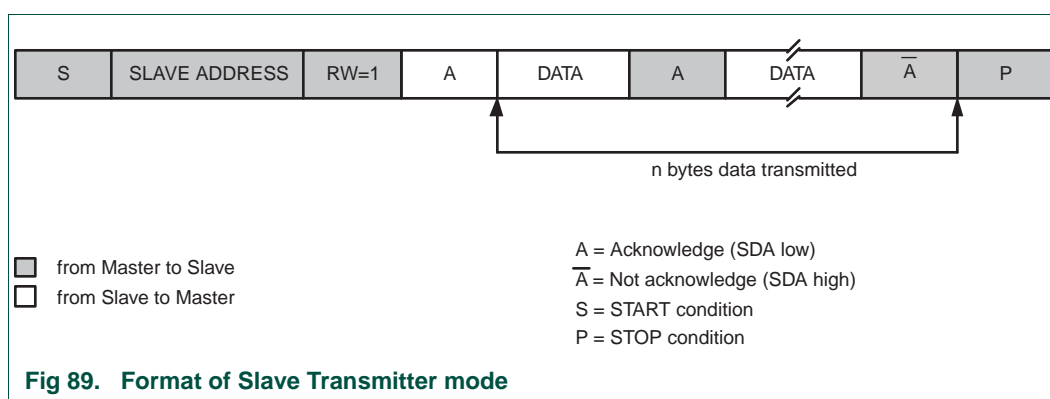 S SLAVE ADDRESS RW=1 A DATA A DATA A̅ P
n bytes data transmitted
from Master to Slave
from Slave to Master
A = Acknowledge (SDA low)
A̅ = Not acknowledge (SDA high)
S = START condition
P = STOP condition
Fig 89. Format of Slave Transmitter mode